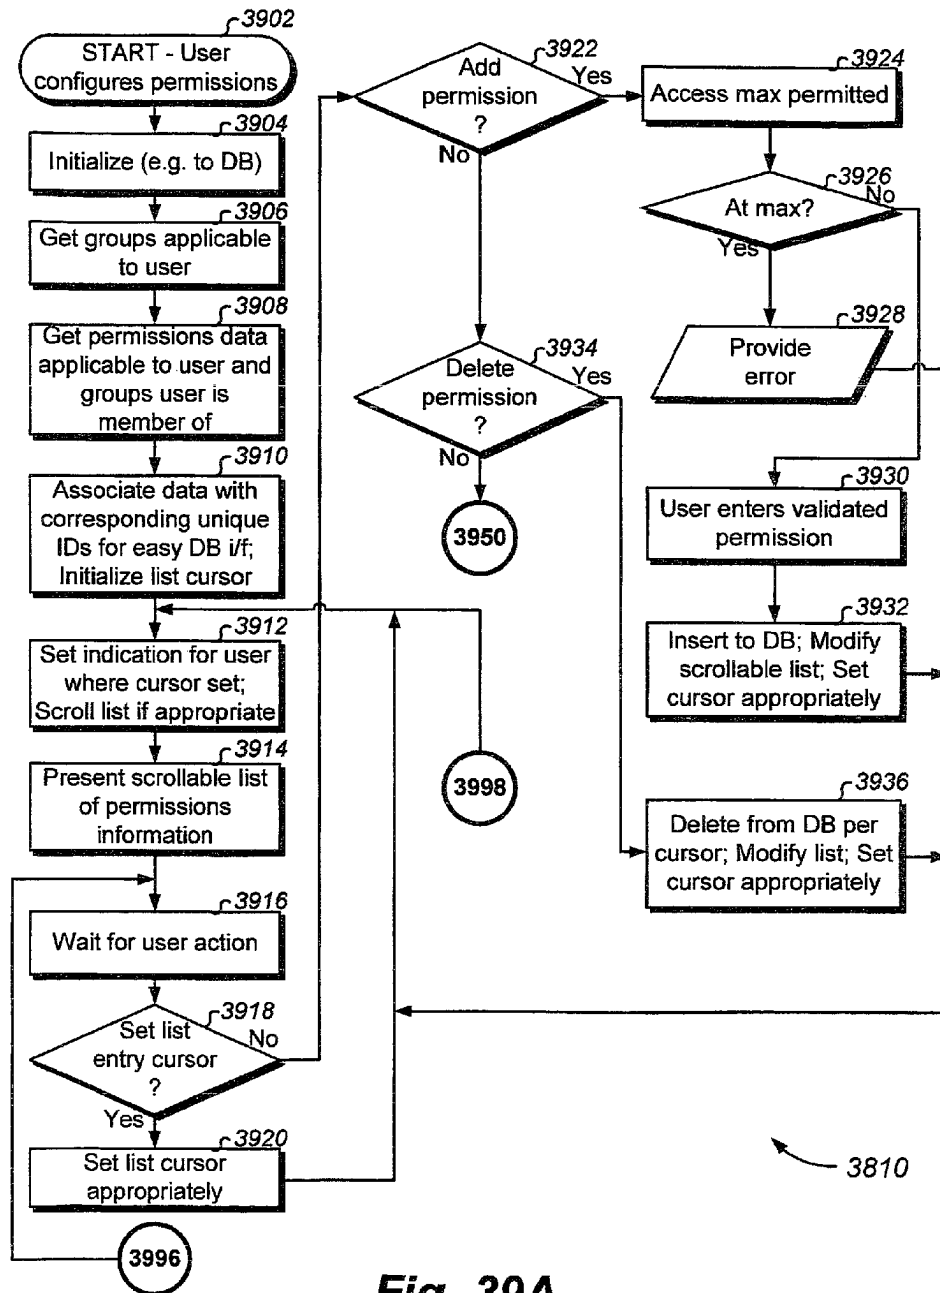 3902
START - User
configures permissions
3904
Initialize (e.g. to DB)
3906
Get groups applicable
to user
3908
Get permissions data
applicable to user and
groups user is
member of
3910
Associate data with
corresponding unique
IDs for easy DB i/f;
Initialize list cursor
3912
Set indication for user
where cursor set;
Scroll list if appropriate
3914
Present scrollable list
of permissions
information
3916
Wait for user action
3918
Set list
entry cursor
?
No
Yes
3920
Set list cursor
appropriately
3996
3922
Add
permission
?
Yes
No
3934
Delete
permission
?
Yes
No
3950
3998
3924
Access max permitted
3926
At max?
No
Yes
3928
Provide
error
3930
User enters validated
permission
3932
Insert to DB; Modify
scrollable list; Set
cursor appropriately
3936
Delete from DB per
cursor; Modify list; Set
cursor appropriately
3810
Fig. 39A